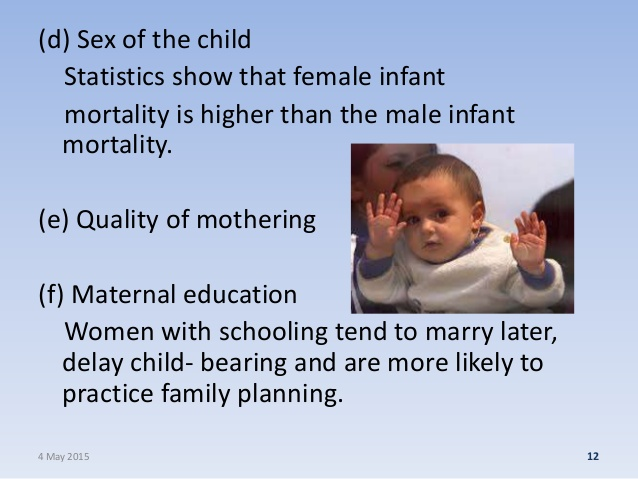 (d) Sex of the child
Statistics show that female infant
mortality is higher than the male infant
mortality.
(e) Quality of mothering
(f) Maternal education
Women with schooling tend to marry later,
delay child- bearing and are more likely to
practice family planning.
4 May 2015
12